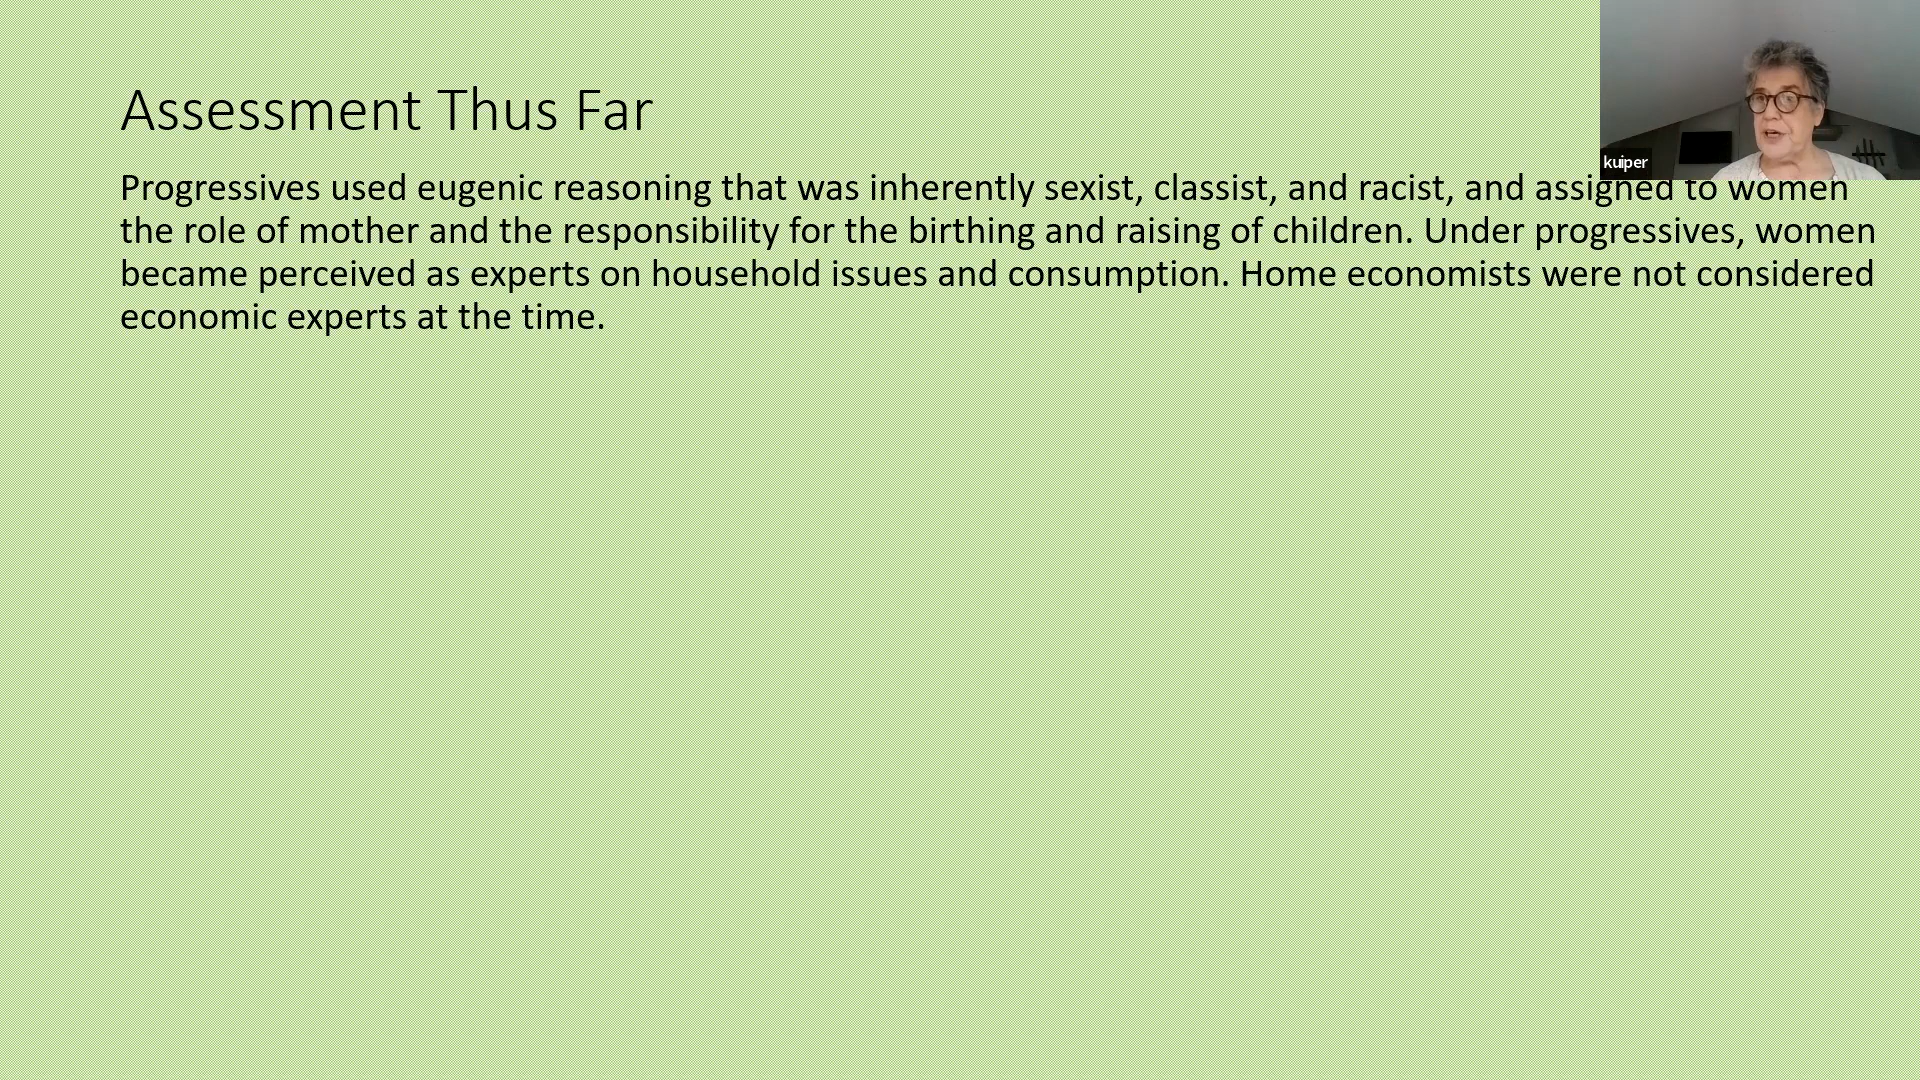 Assessment Thus Far
kuiper
Progressives used eugenic reasoning that was inherently sexist, classist, and racist, and assigned to women
the role of mother and the responsibility for the birthing and raising of children. Under progressives, women
became perceived as experts on household issues and consumption. Home economists were not considered
economic experts at the time.